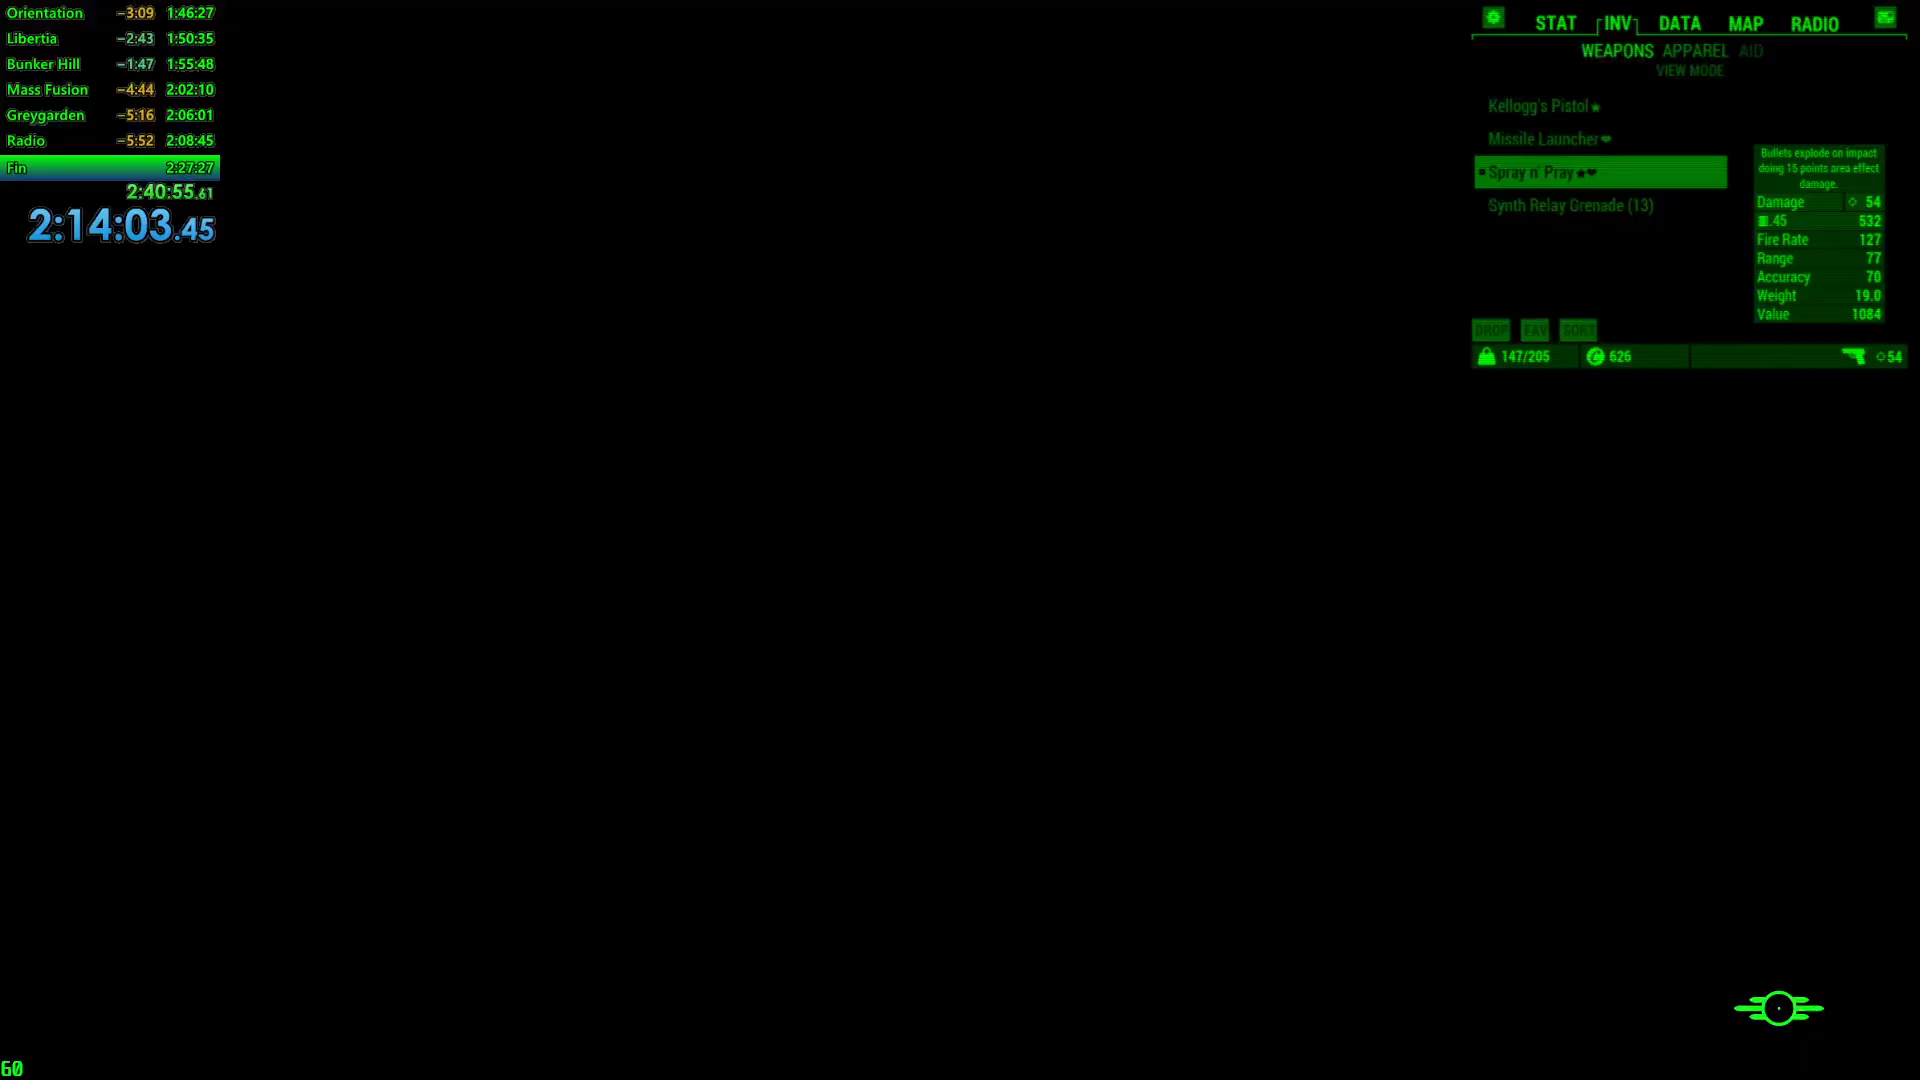 Orientation −3:09 1:46:27
Libertia −2:43 1:50:35
Bunker Hill −1:47 1:55:48
Mass Fusion −4:44 2:02:10
Greygarden −5:16 2:06:01
Radio −5:52 2:08:45
Fin 2:27:27
2:40:55.61
2:14:03.45
STAT INV DATA MAP RADIO
WEAPONS APPAREL AID
VIEW MODE
Kellogg's Pistol★
Missile Launcher❤
Spray n' Pray★❤
Synth Relay Grenade (13)
Bullets explode on impact
doing 15 points area effect
damage.
Damage 54
.45 532
Fire Rate 127
Range 77
Accuracy 70
Weight 19.0
Value 1084
DROP FAV SORT
147/205 626 54
60